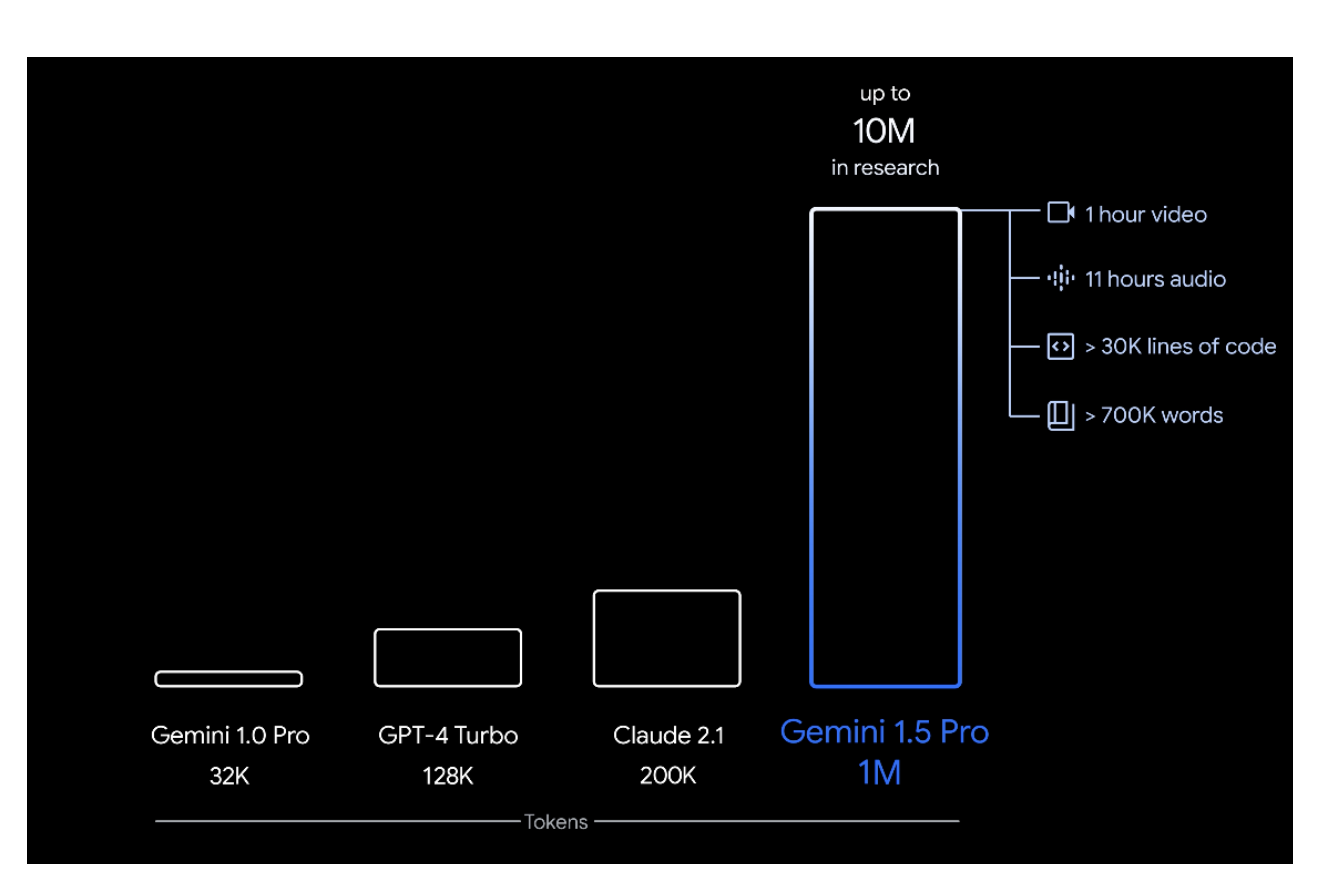 up to
10M
in research
1 hour video
11 hours audio
> 30K lines of code
> 700K words
Gemini 1.0 Pro
32K
GPT-4 Turbo
128K
Claude 2.1
200K
Gemini 1.5 Pro
1M
Tokens